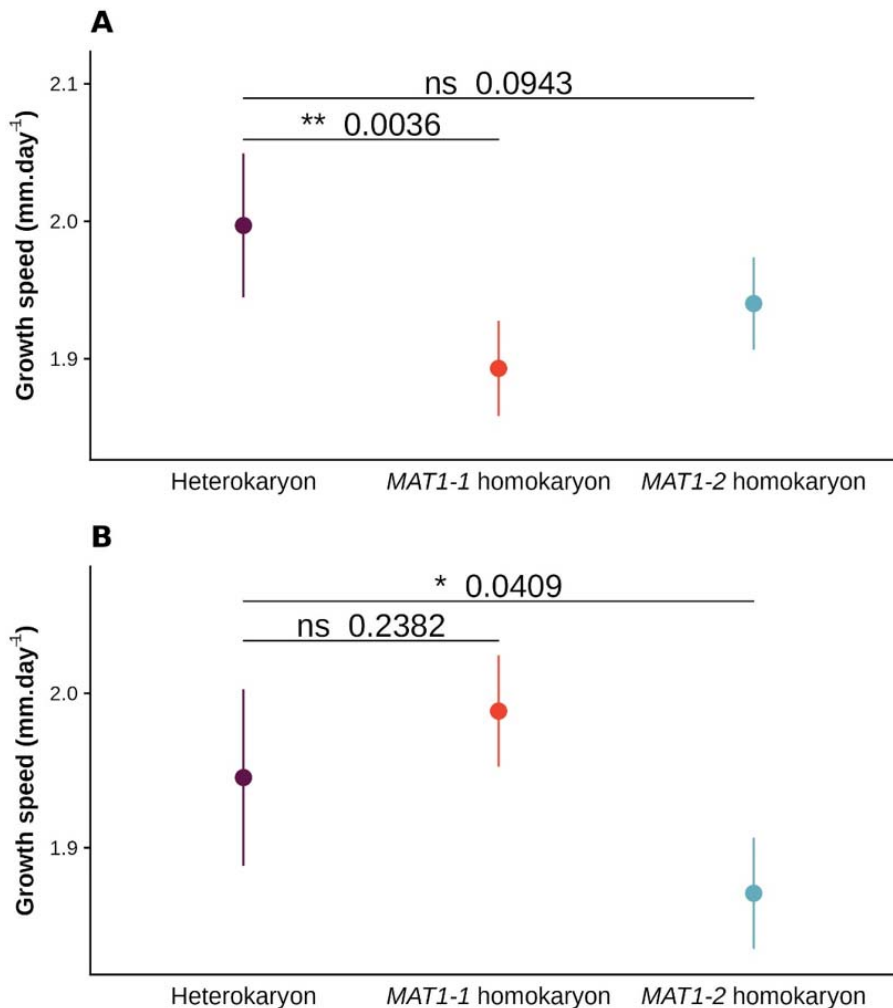 A
Growth speed (mm.day⁻¹)
2.1
2.0
1.9
ns 0.0943
** 0.0036
Heterokaryon MAT1-1 homokaryon MAT1-2 homokaryon
B
Growth speed (mm.day⁻¹)
2.0
1.9
* 0.0409
ns 0.2382
Heterokaryon MAT1-1 homokaryon MAT1-2 homokaryon